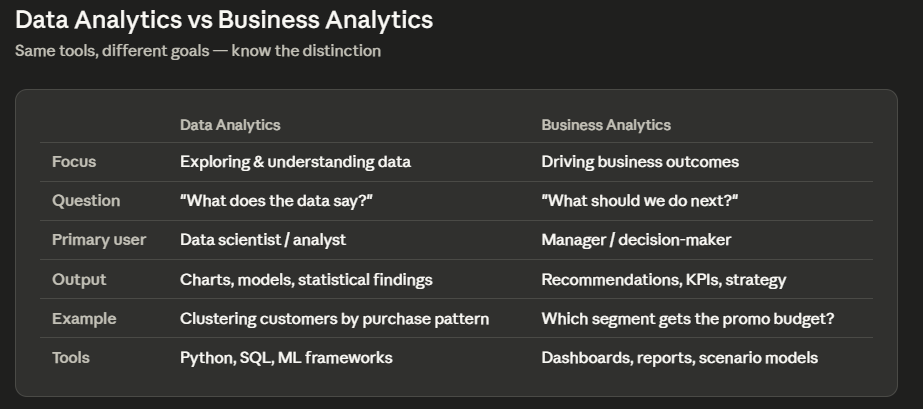 Data Analytics vs Business Analytics
Same tools, different goals — know the distinction
Data Analytics Business Analytics
Focus Exploring & understanding data Driving business outcomes
Question "What does the data say?" "What should we do next?"
Primary user Data scientist / analyst Manager / decision-maker
Output Charts, models, statistical findings Recommendations, KPIs, strategy
Example Clustering customers by purchase pattern Which segment gets the promo budget?
Tools Python, SQL, ML frameworks Dashboards, reports, scenario models